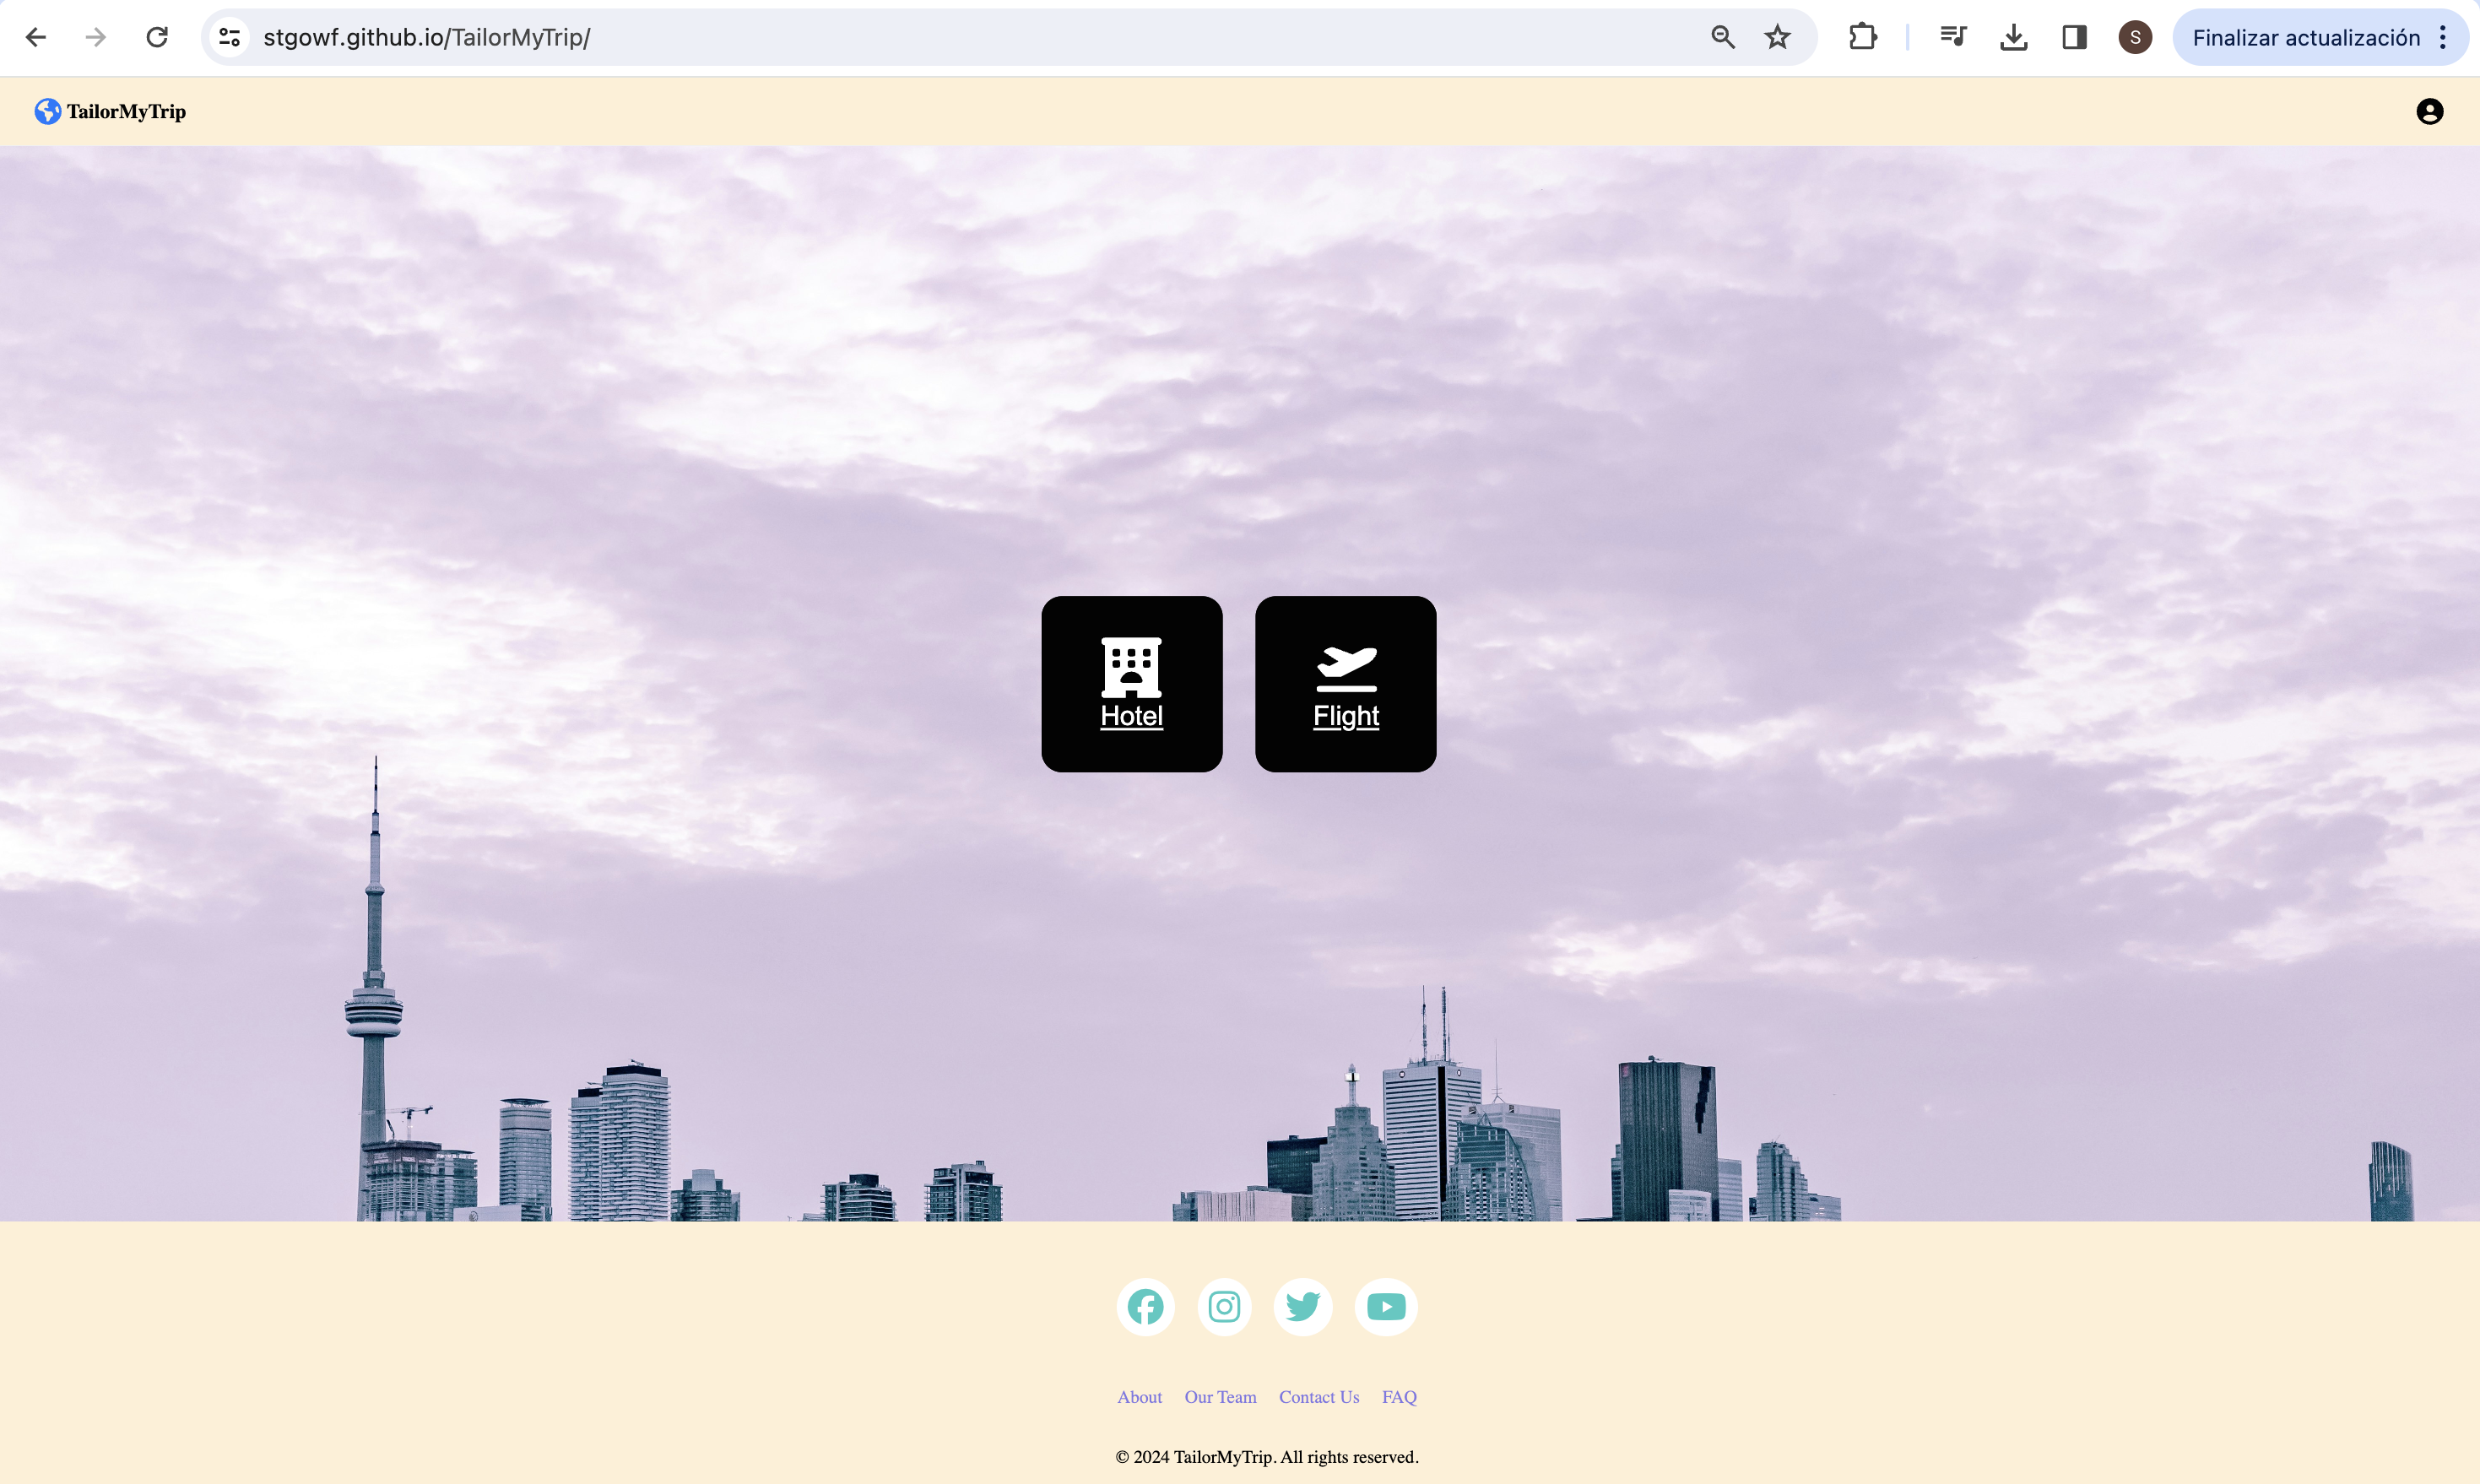 stgowf.github.io/TailorMyTrip/
S
Finalizar actualización
TailorMyTrip
Hotel
Flight
About Our Team Contact Us FAQ
© 2024 TailorMyTrip. All rights reserved.